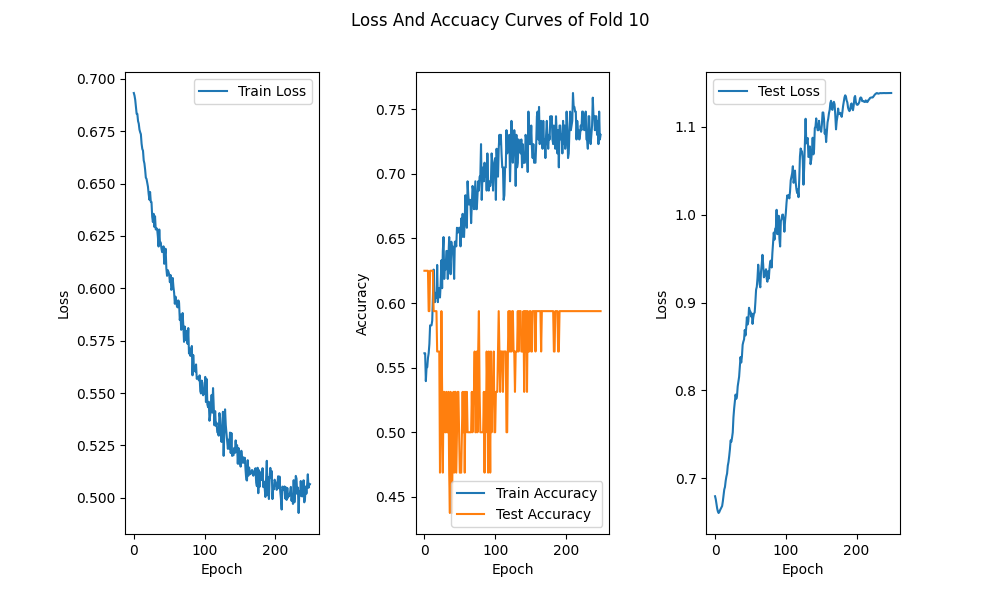 Loss And Accuacy Curves of Fold 10
0.700
0.675
0.650
0.625
0.600
0.575
0.550
0.525
0.500
Loss
Train Loss
0 100 200
Epoch
0.75
0.70
0.65
0.60
0.55
0.50
0.45
Accuracy
Train Accuracy
Test Accuracy
0 100 200
Epoch
1.1
1.0
0.9
0.8
0.7
Loss
Test Loss
0 100 200
Epoch